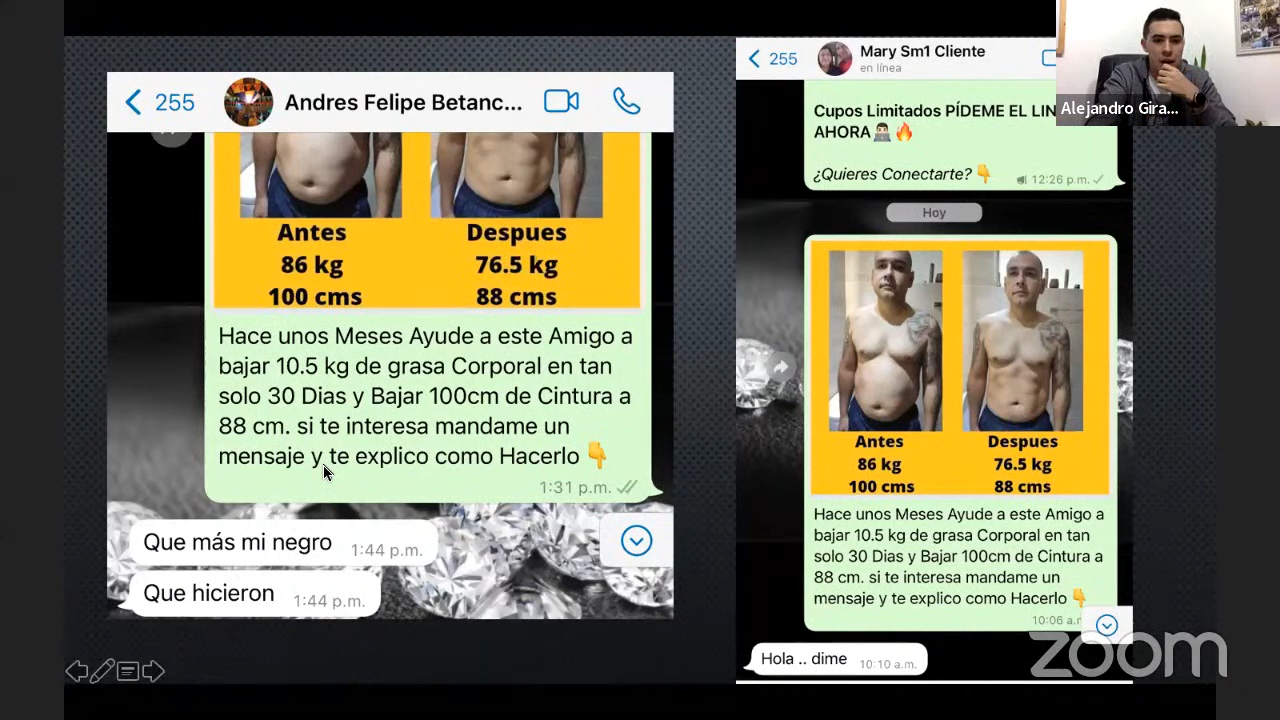 255
Andres Felipe Betanc...
Antes
Despues
86 kg
76.5 kg
100 cms
88 cms
Hace unos Meses Ayude a este Amigo a
bajar 10.5 kg de grasa Corporal en tan
solo 30 Dias y Bajar 100cm de Cintura a
88 cm. si te interesa mandame un
mensaje y te explico como Hacerlo 👇
1:31 p.m.
Que más mi negro 1:44 p.m.
Que hicieron 1:44 p.m.
255
Mary Sm1 Cliente
en línea
Cupos Limitados PÍDEME EL LIN
AHORA👨🏻‍💻🔥
¿Quieres Conectarte? 👇
12:26 p.m.
Hoy
Antes
Despues
86 kg
76.5 kg
100 cms
88 cms
Hace unos Meses Ayude a este Amigo a
bajar 10.5 kg de grasa Corporal en tan
solo 30 Dias y Bajar 100cm de Cintura a
88 cm. si te interesa mandame un
mensaje y te explico como Hacerlo 👇
10:06 a.
Hola .. dime 10:10 a.m.
Alejandro Gira...
zoom